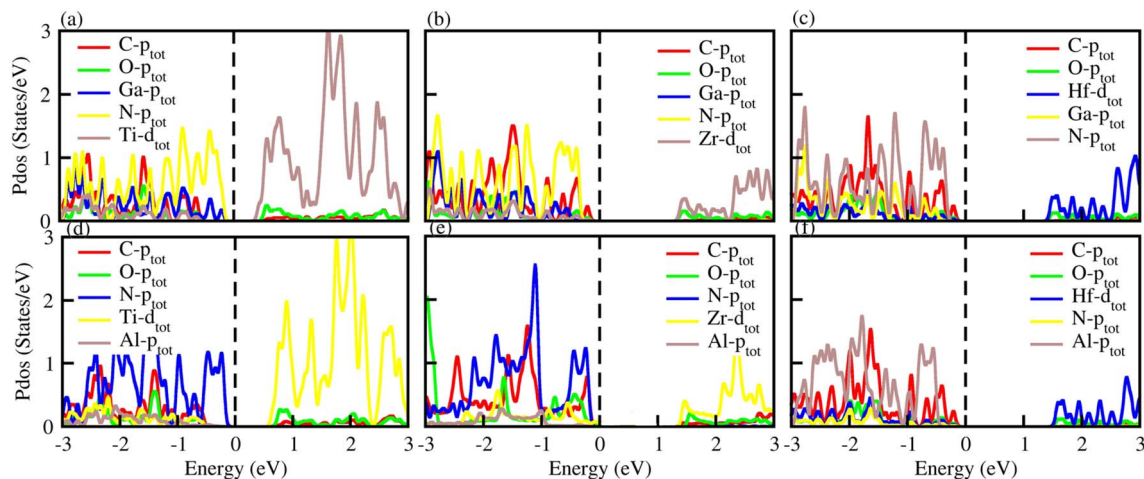 (a)
C-ptot
O-ptot
Ga-ptot
N-ptot
Ti-dtot
(b)
C-ptot
O-ptot
Ga-ptot
N-ptot
Zr-dtot
(c)
C-ptot
O-ptot
Hf-dtot
Ga-ptot
N-ptot
Pdos (States/eV)
3
2
1
0
(d)
C-ptot
O-ptot
N-ptot
Ti-dtot
Al-ptot
(e)
C-ptot
O-ptot
N-ptot
Zr-dtot
Al-ptot
(f)
C-ptot
O-ptot
Hf-dtot
N-ptot
Al-ptot
Pdos (States/eV)
3
2
1
0
-3 -2 -1 0 1 2 3
-2 -1 0 1 2 3
-3 -2 -1 0 1 2 3
Energy (eV)
Energy (eV)
Energy (eV)